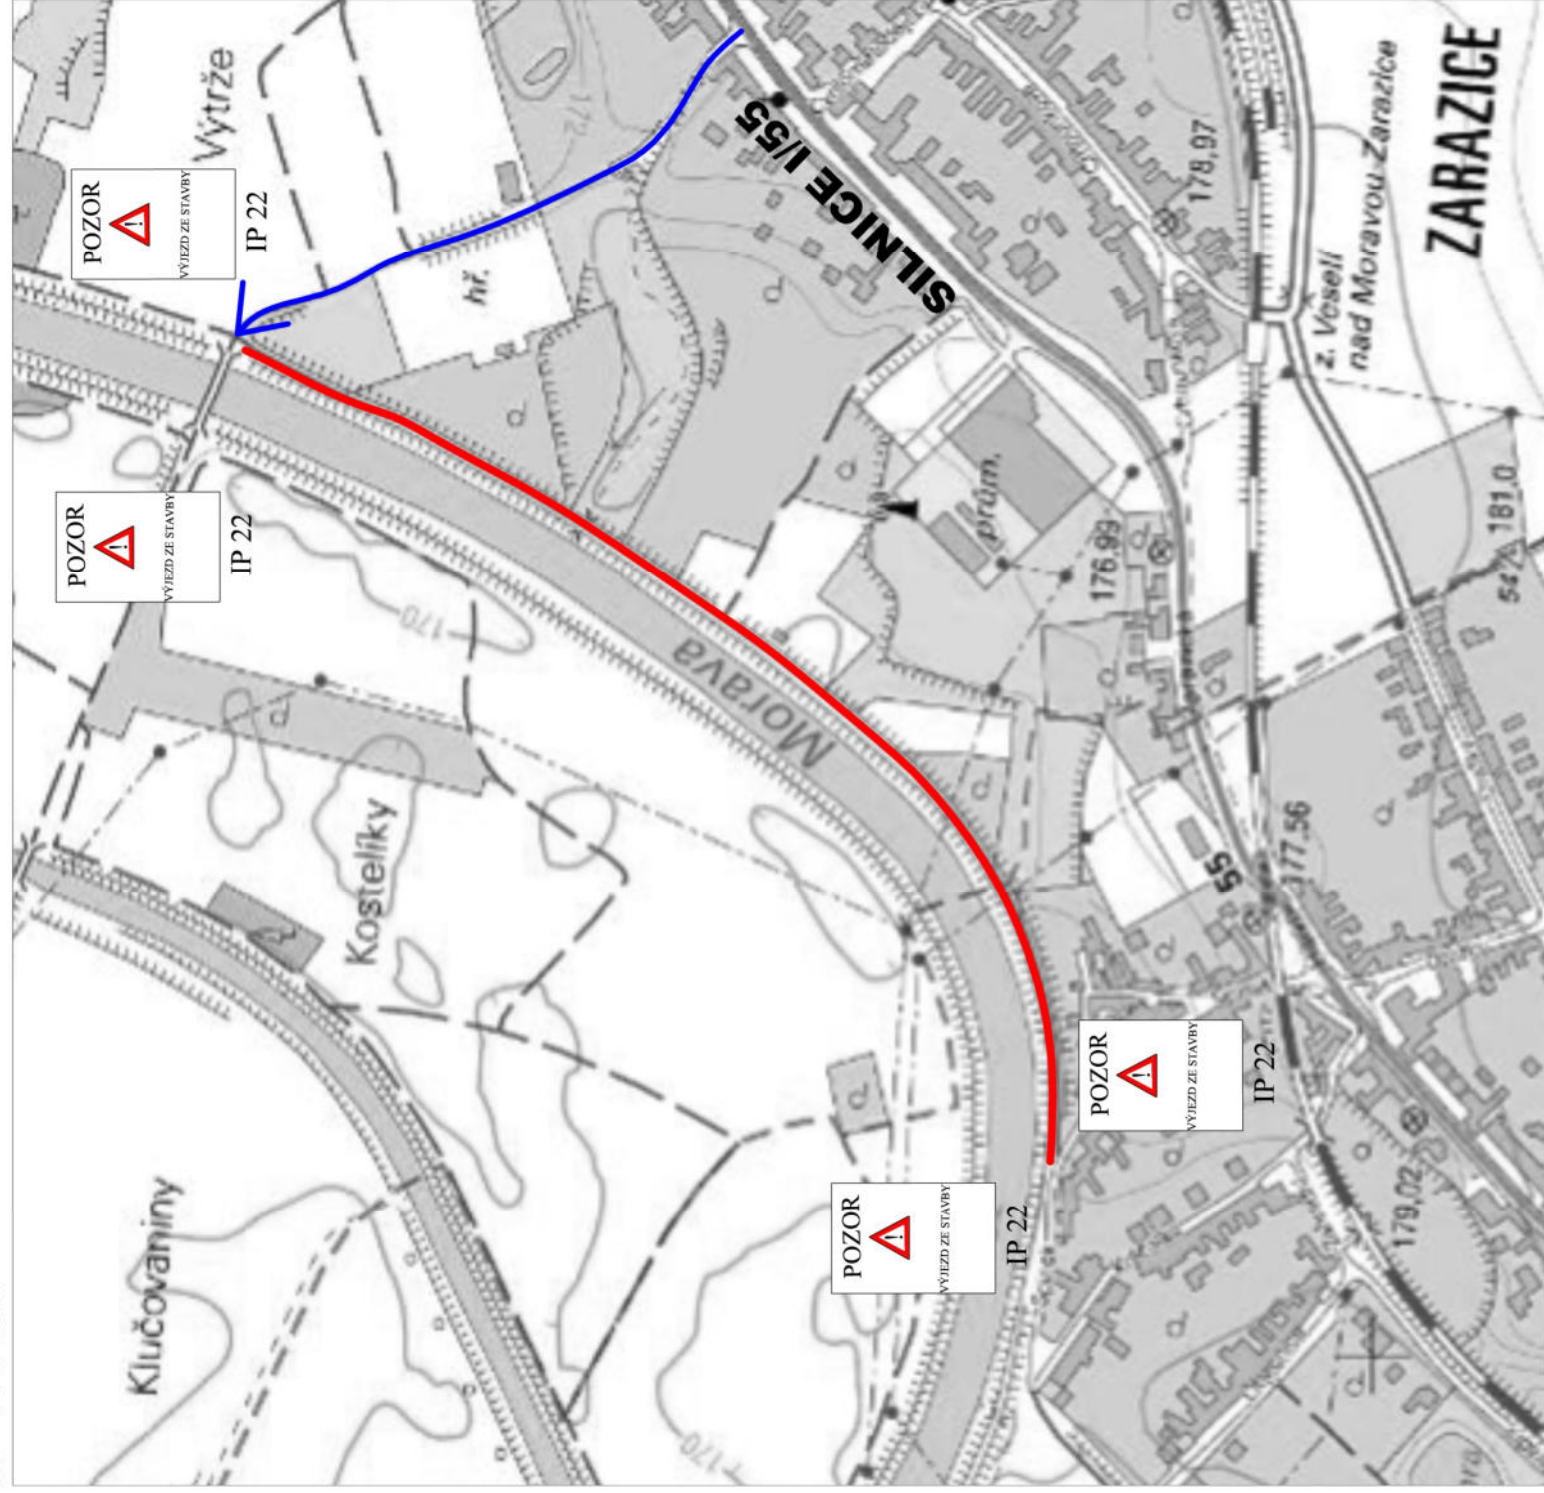 Výtrže
POZOR
!
VÝJEZD ZE STAVBY
IP 22
POZOR
!
VÝJEZD ZE STAVBY
IP 22
172
SILNICE I/55
178,97
ZARAZICE
z. Veselí
nad Moravou-Zarazice
hř.
prům.
176,99
181,0
170
Morava
Kostelíky
55
177,56
Klučovaniny
POZOR
!
VÝJEZD ZE STAVBY
IP 22
POZOR
!
VÝJEZD ZE STAVBY
IP 22
179,02
170